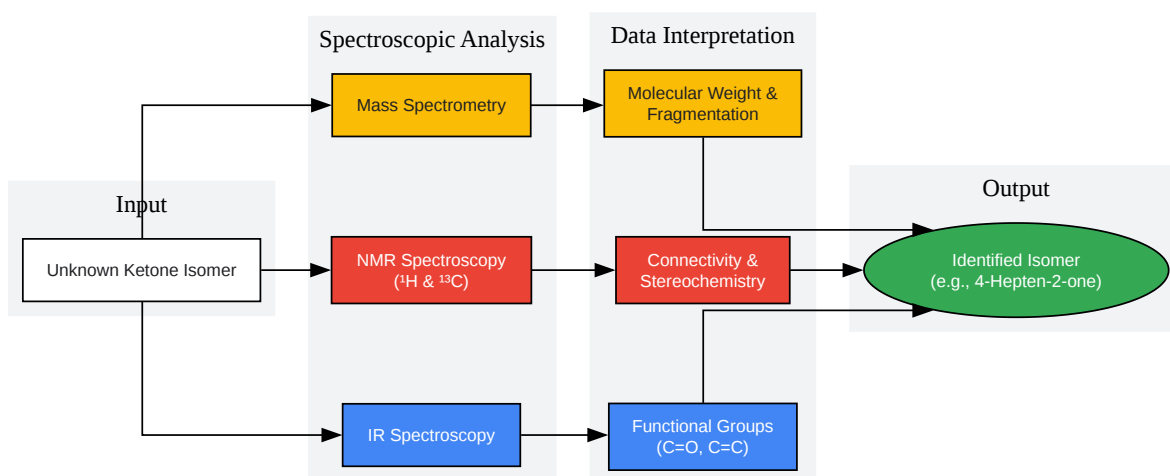 Spectroscopic Analysis
Data Interpretation
Mass Spectrometry
Molecular Weight &
Fragmentation
Input
Output
Unknown Ketone Isomer
NMR Spectroscopy
(¹H & ¹³C)
Connectivity &
Stereochemistry
Identified Isomer
(e.g., 4-Hepten-2-one)
IR Spectroscopy
Functional Groups
(C=O, C=C)